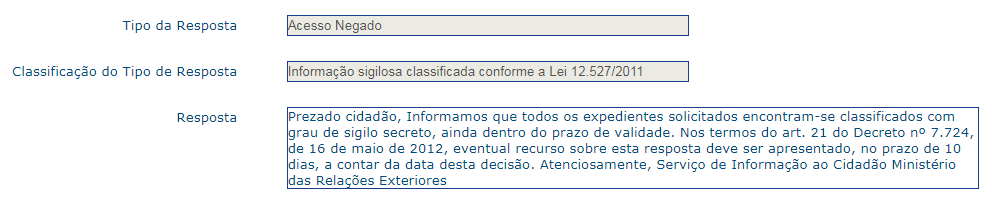 Tipo da Resposta Acesso Negado
Classificação do Tipo de Resposta Informação sigilosa classificada conforme a Lei 12.527/2011
Resposta Prezado cidadão, Informamos que todos os expedientes solicitados encontram-se classificados com
grau de sigilo secreto, ainda dentro do prazo de validade. Nos termos do art. 21 do Decreto nº 7.724,
de 16 de maio de 2012, eventual recurso sobre esta resposta deve ser apresentado, no prazo de 10
dias, a contar da data desta decisão. Atenciosamente, Serviço de Informação ao Cidadão Ministério
das Relações Exteriores